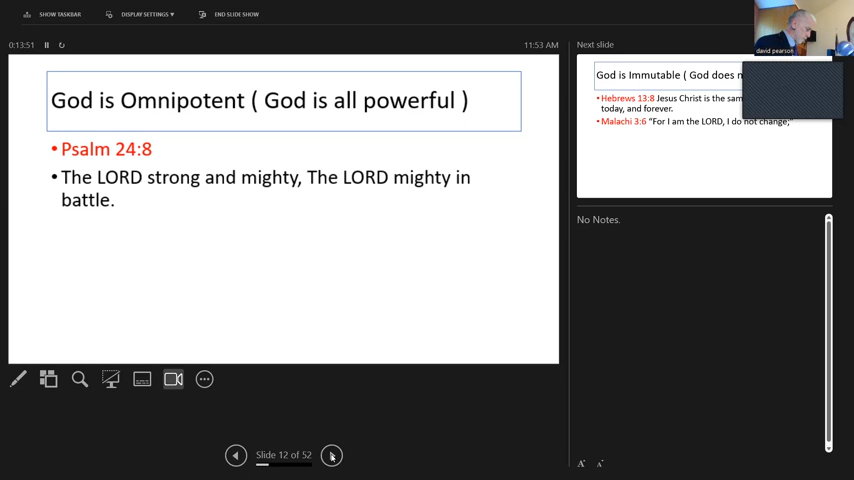 SHOW TASKBAR
DISPLAY SETTINGS ▾
END SLIDE SHOW
0:13:51
11:53 AM
God is Omnipotent ( God is all powerful )
• Psalm 24:8
• The LORD strong and mighty, The LORD mighty in
battle.
Slide 12 of 52
Next slide
david pearson
God is Immutable ( God does n
• Hebrews 13:8 Jesus Christ is the sam
today, and forever.
• Malachi 3:6 “For I am the LORD, I do not change;”
No Notes.
A
A